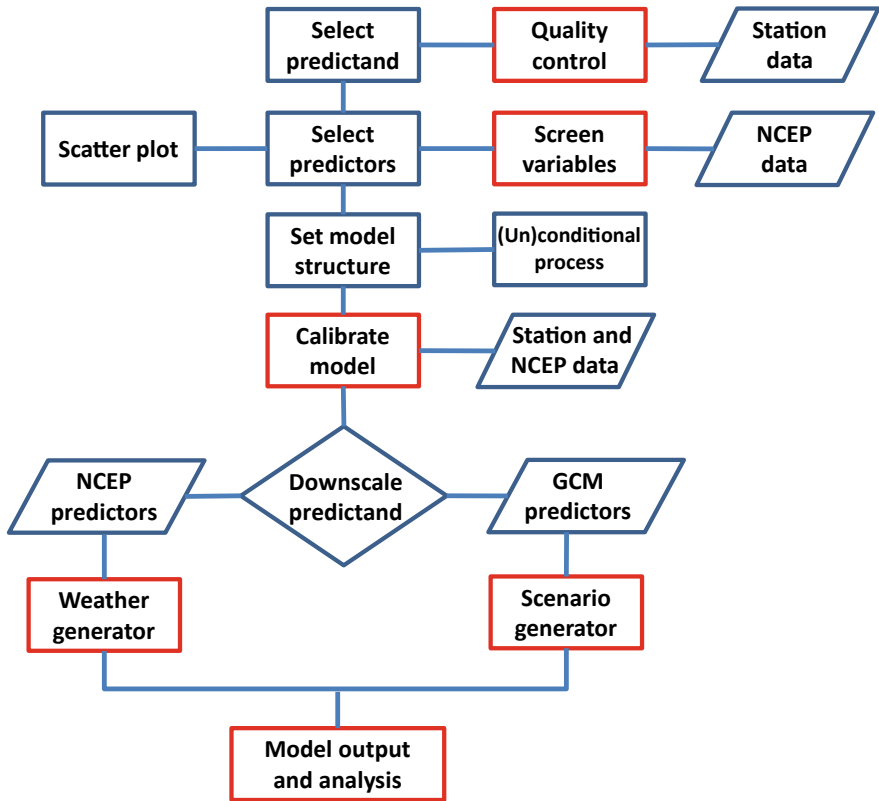 Select
predictand
Quality
control
Station
data
Scatter plot
Select
predictors
Screen
variables
NCEP
data
Set model
structure
(Un)conditional
process
Calibrate
model
Station and
NCEP data
NCEP
predictors
Downscale
predictand
GCM
predictors
Weather
generator
Scenario
generator
Model output
and analysis